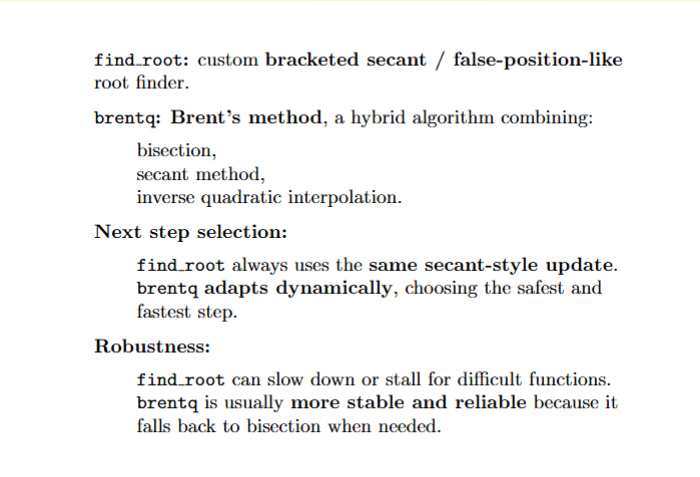 find_root: custom bracketed secant / false-position-like
root finder.
brentq: Brent's method, a hybrid algorithm combining:
bisection,
secant method,
inverse quadratic interpolation.
Next step selection:
find_root always uses the same secant-style update.
brentq adapts dynamically, choosing the safest and
fastest step.
Robustness:
find_root can slow down or stall for difficult functions.
brentq is usually more stable and reliable because it
falls back to bisection when needed.